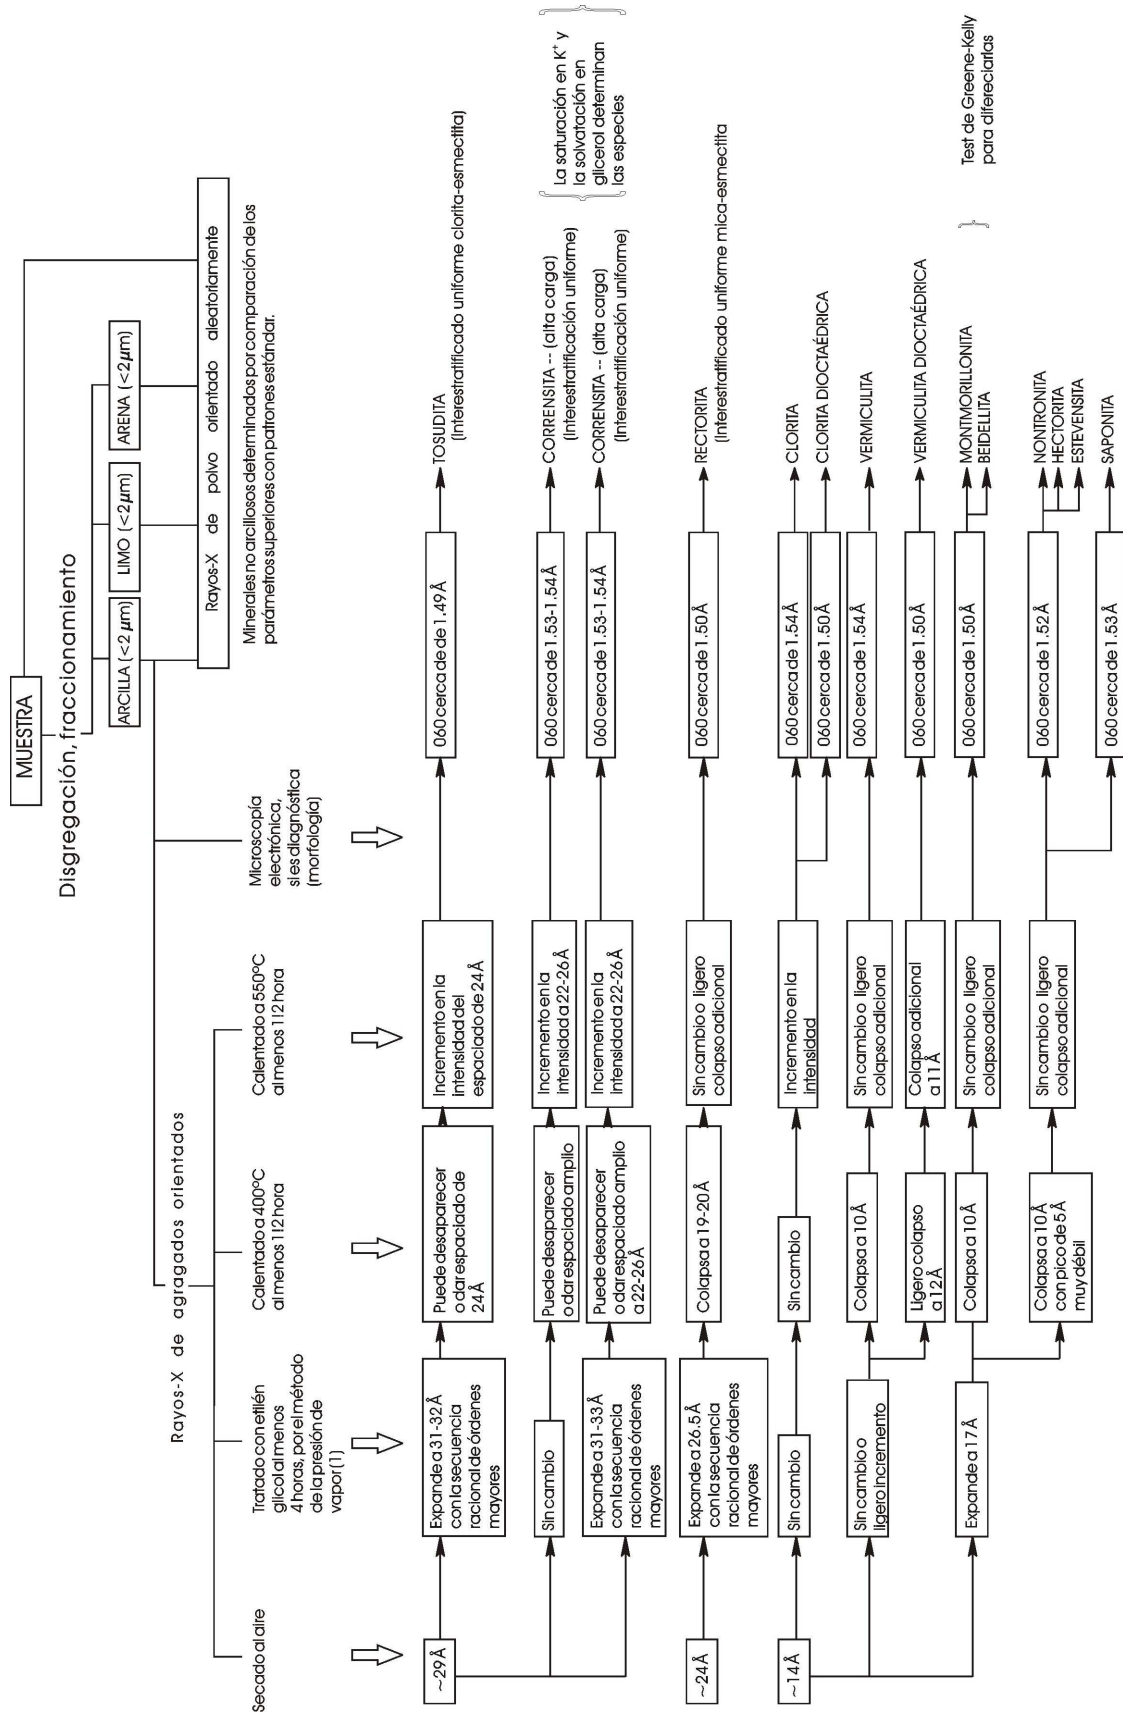 MUESTRA
Disgregación, fraccionamiento
ARCILLA (<2 μm)
LIMO (<2μm)
ARENA (<2μm)
Rayos-X de polvo orientado aleatoriamente
Minerales no arcillosos determinados por comparación de los
parámetros superiores con patrones estándar.
Rayos-X de agragados orientados
Secado al aire
Tratado con etilén
glicol al menos
4 horas, por el método
de la presión de
vapor (1)
Calentado a 400ºC
al menos 1|2 hora
Calentado a 550ºC
al menos 1|2 hora
Microscopía
electrónica,
si es diagnóstica
(morfología)
~29Å
Expande a 31-32Å
con la secuencia
racional de órdenes
mayores
Puede desaparecer
o dar espaciado de
24Å
Incremento en la
intensidad del
espaciado de 24Å
060 cerca de de 1.49Å
TOSUDITA
(Interestratificado uniforme clorita-esmectita)
Sin cambio
Puede desaparecer
o dar espaciado amplio
Incremento en la
intensidad a 22-26Å
060 cerca de 1.53-1.54Å
CORRENSITA -- (alta carga)
(Interestratificación uniforme)
Expande a 31-33Å
con la secuencia
racional de órdenes
mayores
Puede desaparecer
o dar espaciado amplio
a 22-26Å
Incremento en la
intensidad a 22-26Å
060 cerca de 1.53-1.54Å
CORRENSITA -- (alta carga)
(Interestratificación uniforme)
La saturación en K⁺ y
la solvatación en
glicerol determinan
las especies
~24Å
Expande a 26.5Å
con la secuencia
racional de órdenes
mayores
Colapsa a 19-20Å
Sin cambio o ligero
colapso adicional
060 cerca de 1.50Å
RECTORITA
(Interestratificado uniforme mica-esmectita
~14Å
Sin cambio
Sin cambio
Incremento en la
intensidad
060 cerca de 1.54Å
CLORITA
060 cerca de 1.50Å
CLORITA DIOCTAÉDRICA
Sin cambio o
ligero incremento
Colapsa a 10Å
Sin cambio o ligero
colapso adicional
060 cerca de 1.54Å
VERMICULITA
Ligero colapso
a 12Å
Colapso adicional
a 11Å
060 cerca de 1.50Å
VERMICULITA DIOCTAÉDRICA
Expande a 17Å
Colapsa a 10Å
Sin cambio o ligero
colapso adicional
060 cerca de 1.50Å
MONTMORILLONITA
BEIDELLITA
Test de Greene-Kelly
para difereciarlas
Colapsa a 10Å
con pico de 5Å
muy débil
Sin cambio o ligero
colapso adicional
060 cerca de 1.52Å
NONTRONITA
HECTORITA
ESTEVENSITA
060 cerca de 1.53Å
SAPONITA